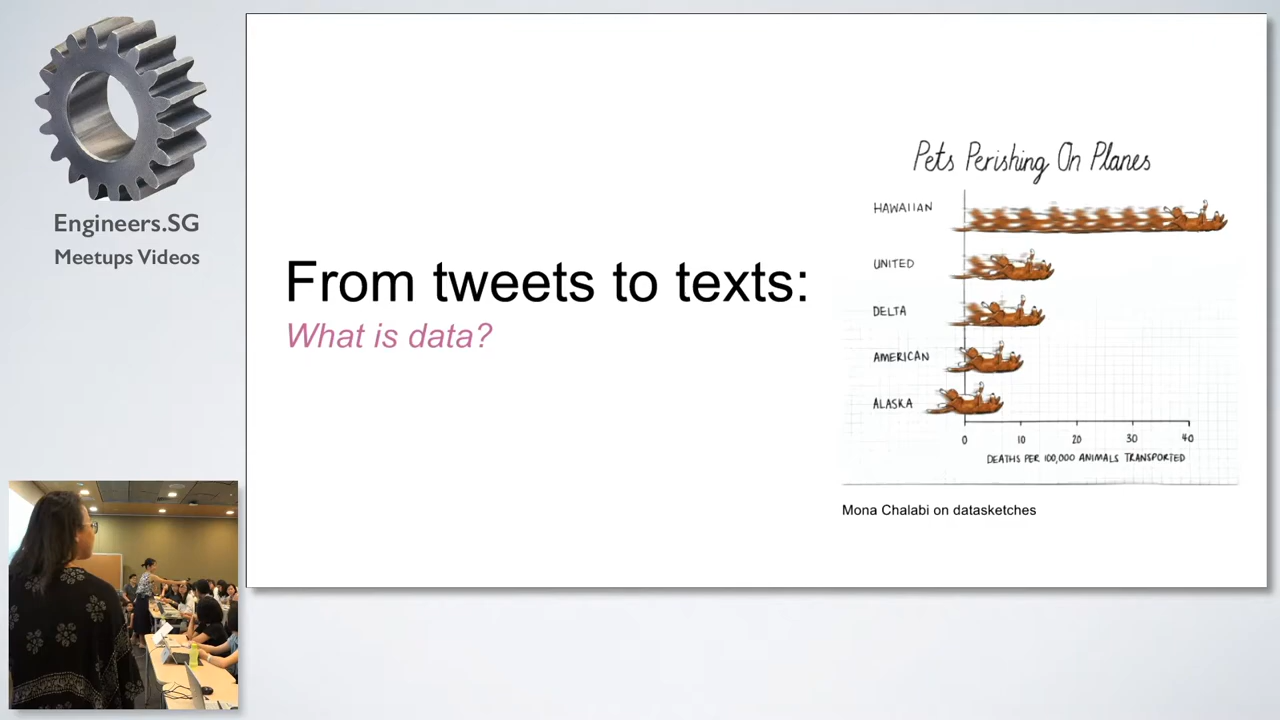 Engineers.SG
Meetups Videos
From tweets to texts:
What is data?
Pets Perishing On Planes
HAWAIIAN
UNITED
DELTA
AMERICAN
ALASKA
0 10 20 30 40
DEATHS PER 100,000 ANIMALS TRANSPORTED
Mona Chalabi on datasketches